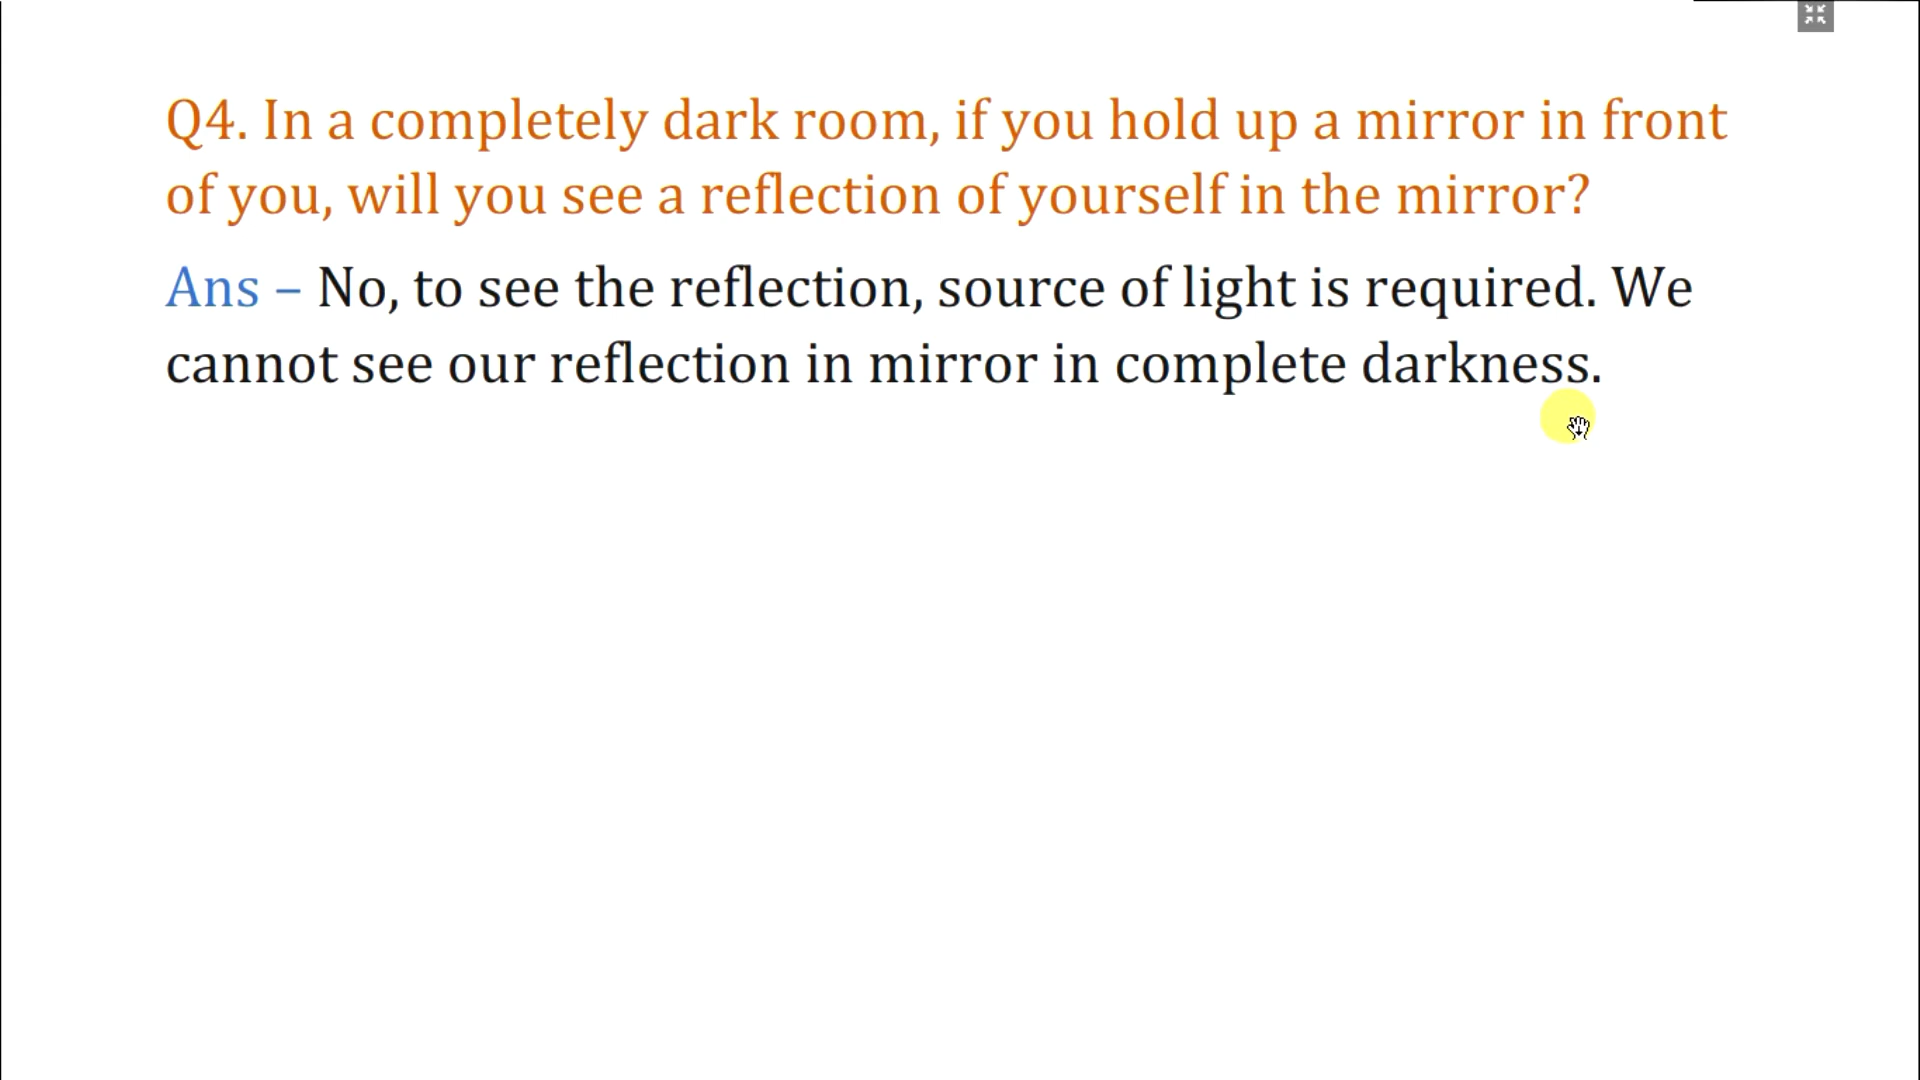 Q4. In a completely dark room, if you hold up a mirror in front
of you, will you see a reflection of yourself in the mirror?
Ans – No, to see the reflection, source of light is required. We
cannot see our reflection in mirror in complete darkness.